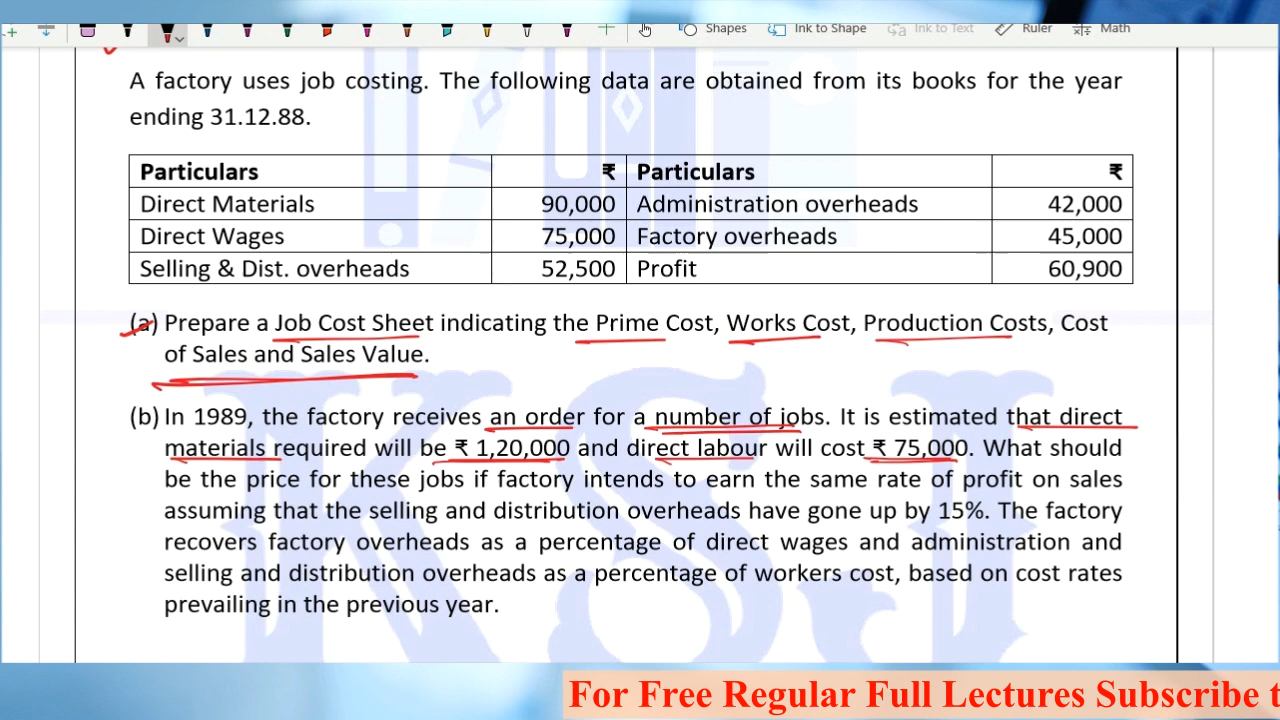 Shapes Ink to Shape Ink to Text Ruler Math
A factory uses job costing. The following data are obtained from its books for the year
ending 31.12.88.
Particulars ₹ Particulars ₹
Direct Materials 90,000 Administration overheads 42,000
Direct Wages 75,000 Factory overheads 45,000
Selling & Dist. overheads 52,500 Profit 60,900
(a) Prepare a Job Cost Sheet indicating the Prime Cost, Works Cost, Production Costs, Cost
of Sales and Sales Value.
(b) In 1989, the factory receives an order for a number of jobs. It is estimated that direct
materials required will be ₹ 1,20,000 and direct labour will cost ₹ 75,000. What should
be the price for these jobs if factory intends to earn the same rate of profit on sales
assuming that the selling and distribution overheads have gone up by 15%. The factory
recovers factory overheads as a percentage of direct wages and administration and
selling and distribution overheads as a percentage of workers cost, based on cost rates
prevailing in the previous year.
KSJ
For Free Regular Full Lectures Subscribe t